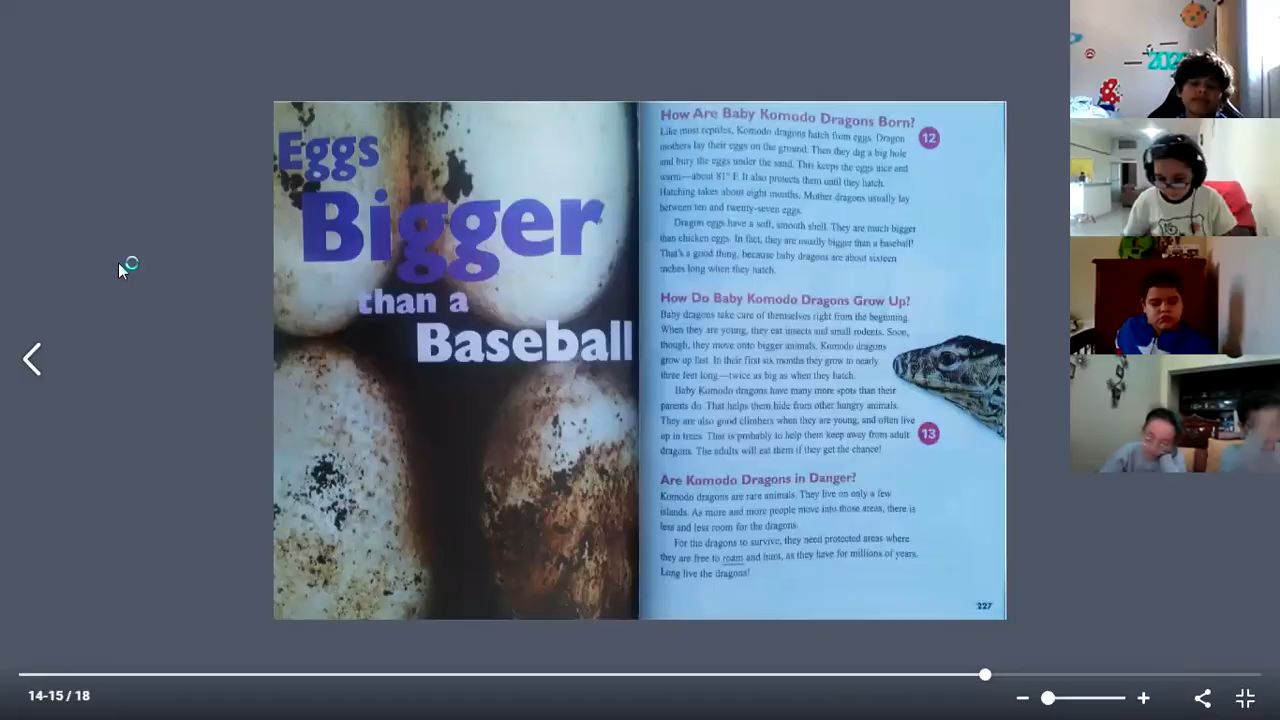 Eggs
Bigger
than a
Baseball
How Are Baby Komodo Dragons Born?
Like most reptiles, Komodo dragons hatch from eggs. Dragon
mothers lay their eggs on the ground. Then they dig a big hole
and bury the eggs under the sand. This keeps the eggs nice and
warm—about 81° F. It also protects them until they hatch.
Hatching takes about eight months. Mother dragons usually lay
between ten and twenty-seven eggs.
12
Dragon eggs have a soft, smooth shell. They are much bigger
than chicken eggs. In fact, they are usually bigger than a baseball!
That's a good thing, because baby dragons are about sixteen
inches long when they hatch.
How Do Baby Komodo Dragons Grow Up?
Baby dragons take care of themselves right from the beginning.
When they are young, they eat insects and small rodents. Soon,
though, they move onto bigger animals. Komodo dragons
grow up fast. In their first six months they grow to nearly
three feet long—twice as big as when they hatch.
Baby Komodo dragons have many more spots than their
parents do. That helps them hide from other hungry animals.
They are also good climbers when they are young, and often live
up in trees. That is probably to help them keep away from adult
dragons. The adults will eat them if they get the chance!
13
Are Komodo Dragons in Danger?
Komodo dragons are rare animals. They live on only a few
islands. As more and more people move into those areas, there is
less and less room for the dragons.
For the dragons to survive, they need protected areas where
they are free to roam and hunt, as they have for millions of years.
Long live the dragons!
227
14-15 / 18